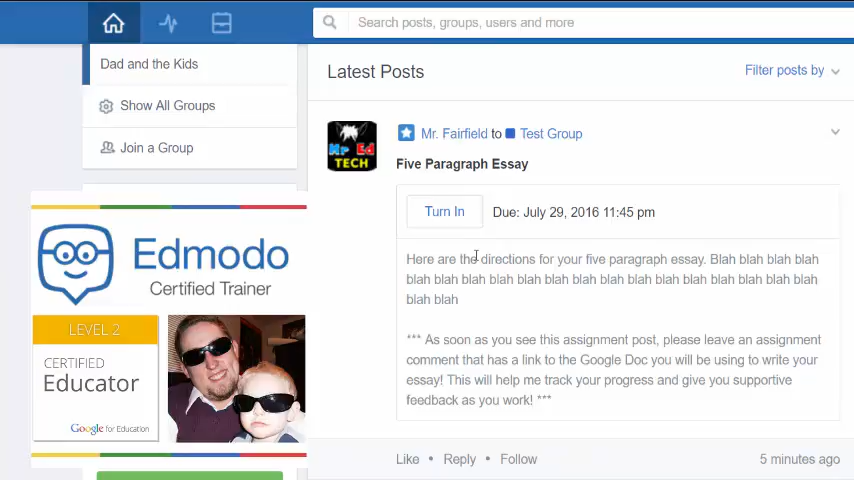 Search posts, groups, users and more
Dad and the Kids
Show All Groups
Join a Group
Edmodo
Certified Trainer
LEVEL 2
CERTIFIED
Educator
Google for Education
Latest Posts
Filter posts by
Mr. Fairfield to Test Group
Mr Ed
TECH
Five Paragraph Essay
Turn In
Due: July 29, 2016 11:45 pm
Here are the directions for your five paragraph essay. Blah blah blah blah
blah blah blah blah blah blah blah blah blah blah blah blah blah blah blah
blah blah
*** As soon as you see this assignment post, please leave an assignment
comment that has a link to the Google Doc you will be using to write your
essay! This will help me track your progress and give you supportive
feedback as you work! ***
Like • Reply • Follow
5 minutes ago